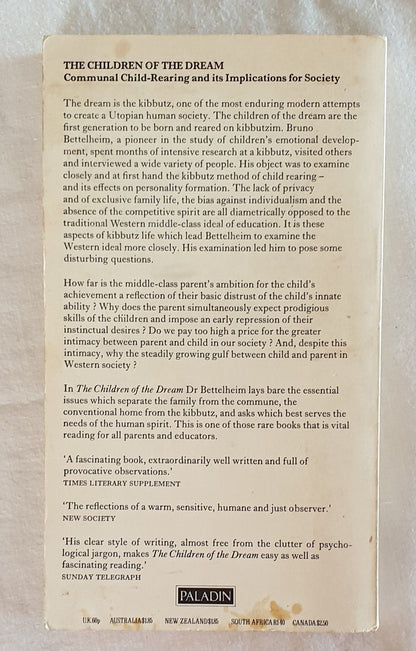 THE CHILDREN OF THE DREAM
Communal Child-Rearing and its Implications for Society
The dream is the kibbutz, one of the most enduring modern attempts
to create a Utopian human society. The children of the dream are the
first generation to be born and reared on kibbutzim. Bruno
Bettelheim, a pioneer in the study of children's emotional develop-
ment, spent months of intensive research at a kibbutz, visited others
and interviewed a wide variety of people. His object was to examine
closely and at first hand the kibbutz method of child rearing –
and its effects on personality formation. The lack of privacy
and of exclusive family life, the bias against individualism and the
absence of the competitive spirit are all diametrically opposed to the
traditional Western middle-class ideal of education. It is these
aspects of kibbutz life which lead Bettelheim to examine the
Western ideal more closely. His examination led him to pose some
disturbing questions.
How far is the middle-class parent's ambition for the child's
achievement a reflection of their basic distrust of the child's innate
ability ? Why does the parent simultaneously expect prodigious
skills of the children and impose an early repression of their
instinctual desires ? Do we pay too high a price for the greater
intimacy between parent and child in our society ? And, despite this
intimacy, why the steadily growing gulf between child and parent in
Western society ?
In The Children of the Dream Dr Bettelheim lays bare the essential
issues which separate the family from the commune, the
conventional home from the kibbutz, and asks which best serves the
needs of the human spirit. This is one of those rare books that is vital
reading for all parents and educators.
'A fascinating book, extraordinarily well written and full of
provocative observations.'
TIMES LITERARY SUPPLEMENT
'The reflections of a warm, sensitive, humane and just observer.'
NEW SOCIETY
'His clear style of writing, almost free from the clutter of psycho-
logical jargon, makes The Children of the Dream easy as well as
fascinating reading.'
SUNDAY TELEGRAPH
PALADIN
U.K. 60p AUSTRALIA $1.85 NEW ZEALAND $1.85 SOUTH AFRICA R1.40 CANADA $2.50